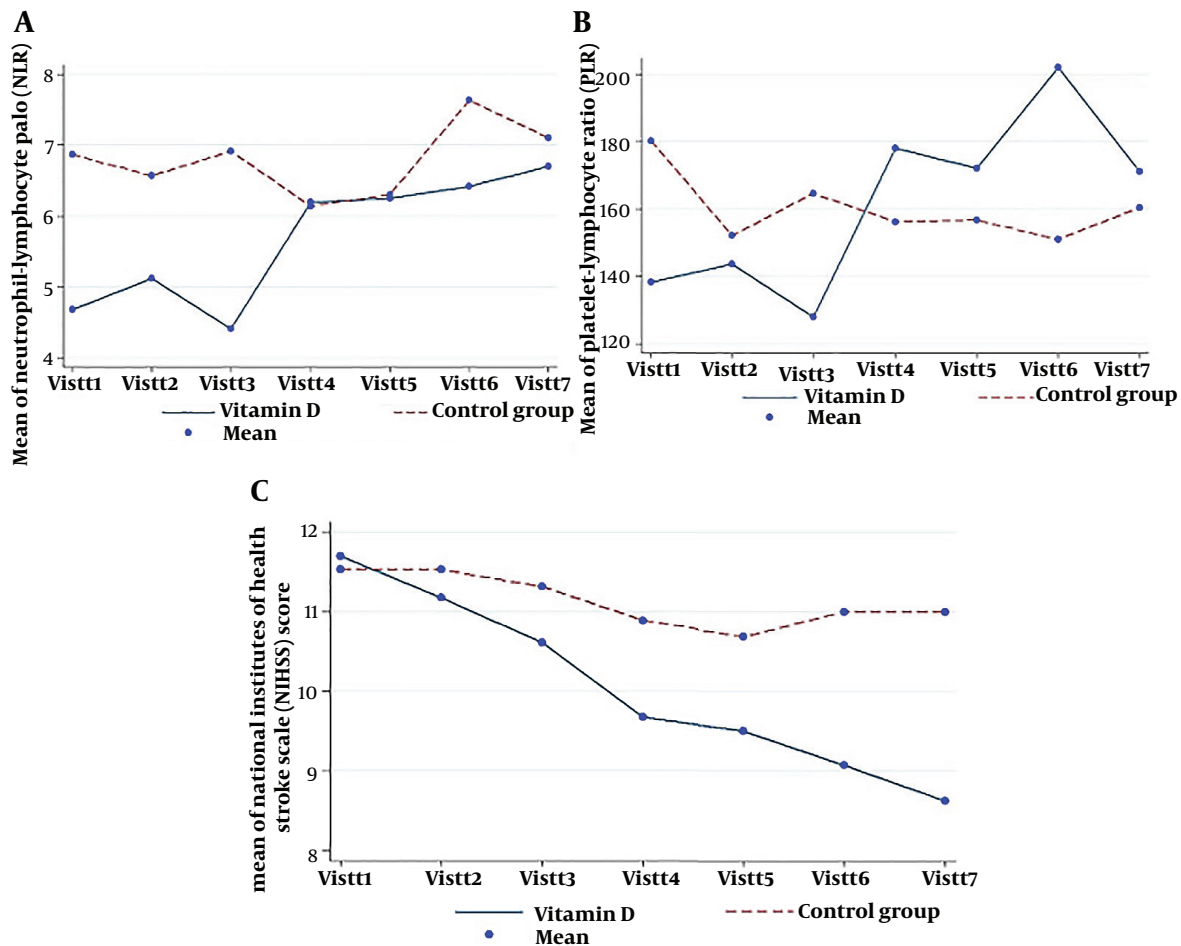 A
Mean of neutrophil-lymphocyte palo (NLR)
8
7
6
5
4
Vistt1 Vistt2 Vistt3 Vistt4 Vistt5 Vistt6 Vistt7
Vitamin D Control group
Mean
B
Mean of platelet-lymphocyte ratio (PLR)
200
180
160
140
120
Vistt1 Vistt2 Vistt3 Vistt4 Vistt5 Vistt6 Vistt7
Vitamin D Control group
Mean
C
mean of national institutes of health
stroke scale (NIHSS) score
12
11
10
9
8
Vistt1 Vistt2 Vistt3 Vistt4 Vistt5 Vistt6 Vistt7
Vitamin D Control group
Mean